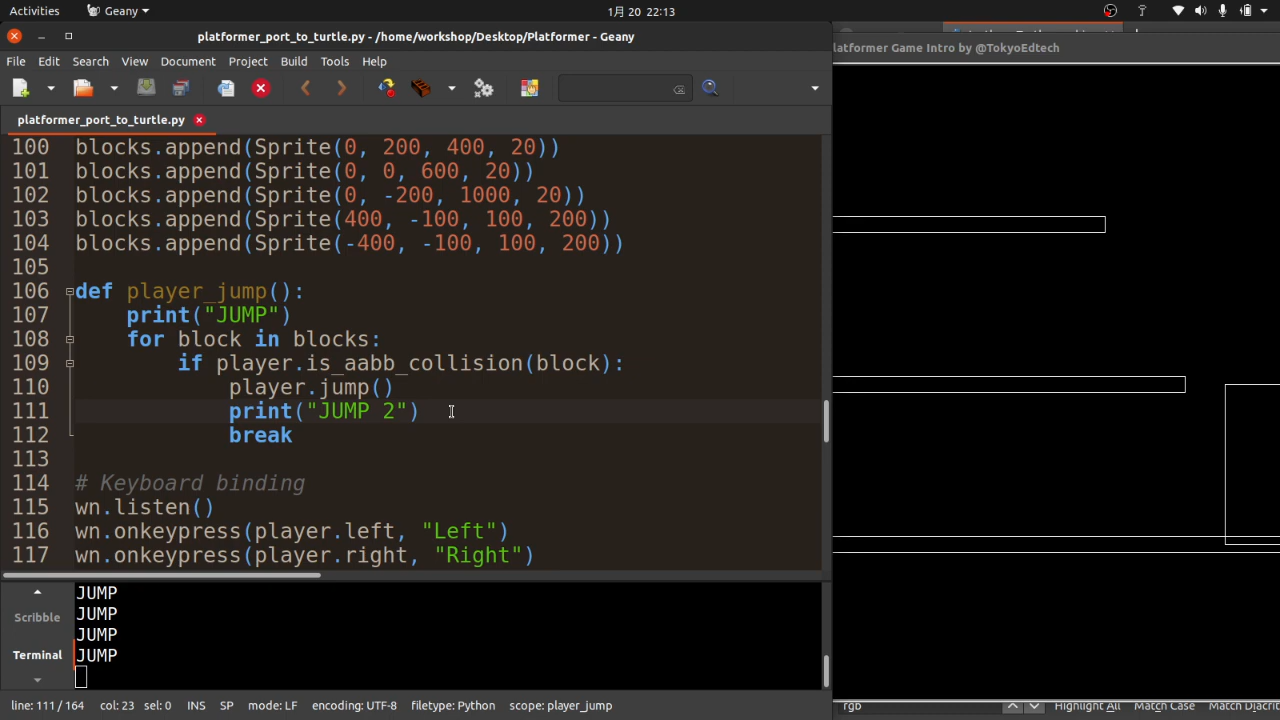 Activities Geany 1月 20 22:13
platformer_port_to_turtle.py - /home/workshop/Desktop/Platformer - Geany
latformer Game Intro by @TokyoEdtech
File Edit Search View Document Project Build Tools Help
platformer_port_to_turtle.py
100 blocks.append(Sprite(0, 200, 400, 20))
101 blocks.append(Sprite(0, 0, 600, 20))
102 blocks.append(Sprite(0, -200, 1000, 20))
103 blocks.append(Sprite(400, -100, 100, 200))
104 blocks.append(Sprite(-400, -100, 100, 200))
105
106 def player_jump():
107 print("JUMP")
108 for block in blocks:
109 if player.is_aabb_collision(block):
110 player.jump()
111 print("JUMP 2")
112 break
113
114 # Keyboard binding
115 wn.listen()
116 wn.onkeypress(player.left, "Left")
117 wn.onkeypress(player.right, "Right")
Scribble
Terminal
JUMP
JUMP
JUMP
JUMP
line: 111 / 164 col: 23 sel: 0 INS SP mode: LF encoding: UTF-8 filetype: Python scope: player_jump
rgb Highlight All Match Case Match Diacrit